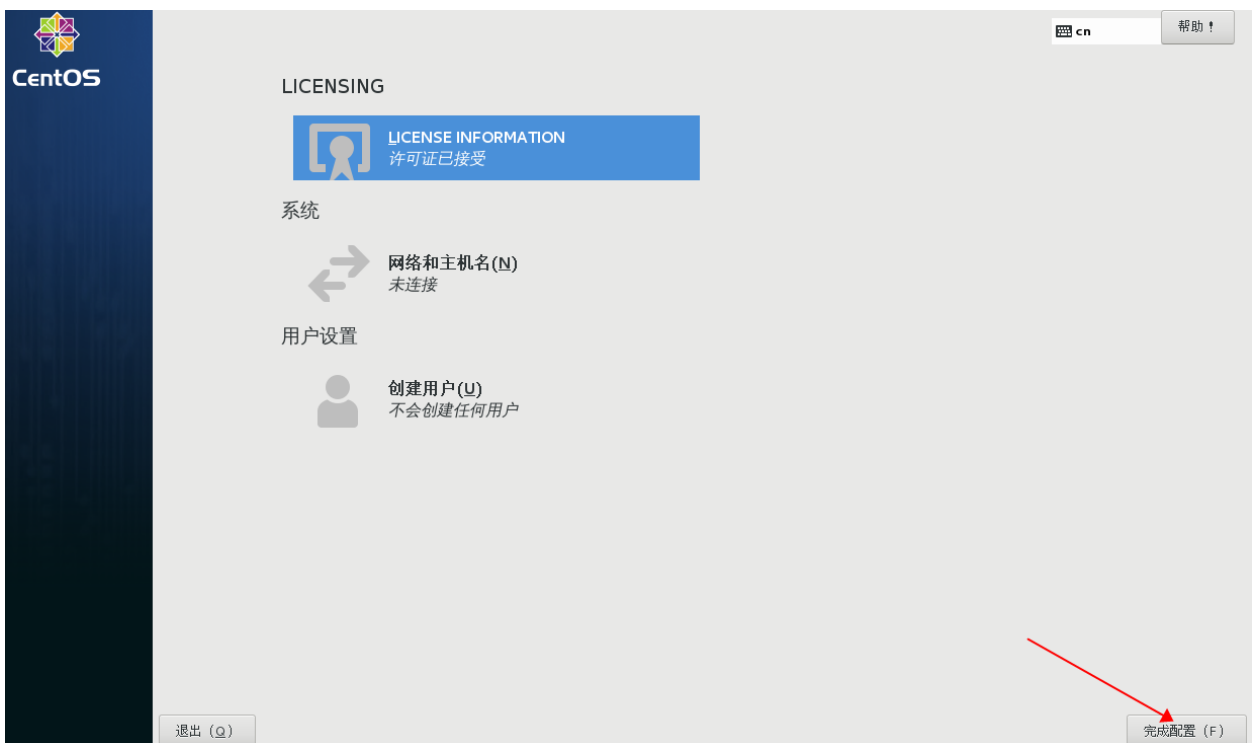 CentOS
cn
帮助！
LICENSING
LICENSE INFORMATION
许可证已接受
系统
网络和主机名(N)
未连接
用户设置
创建用户(U)
不会创建任何用户
退出（Q）
完成配置（F）